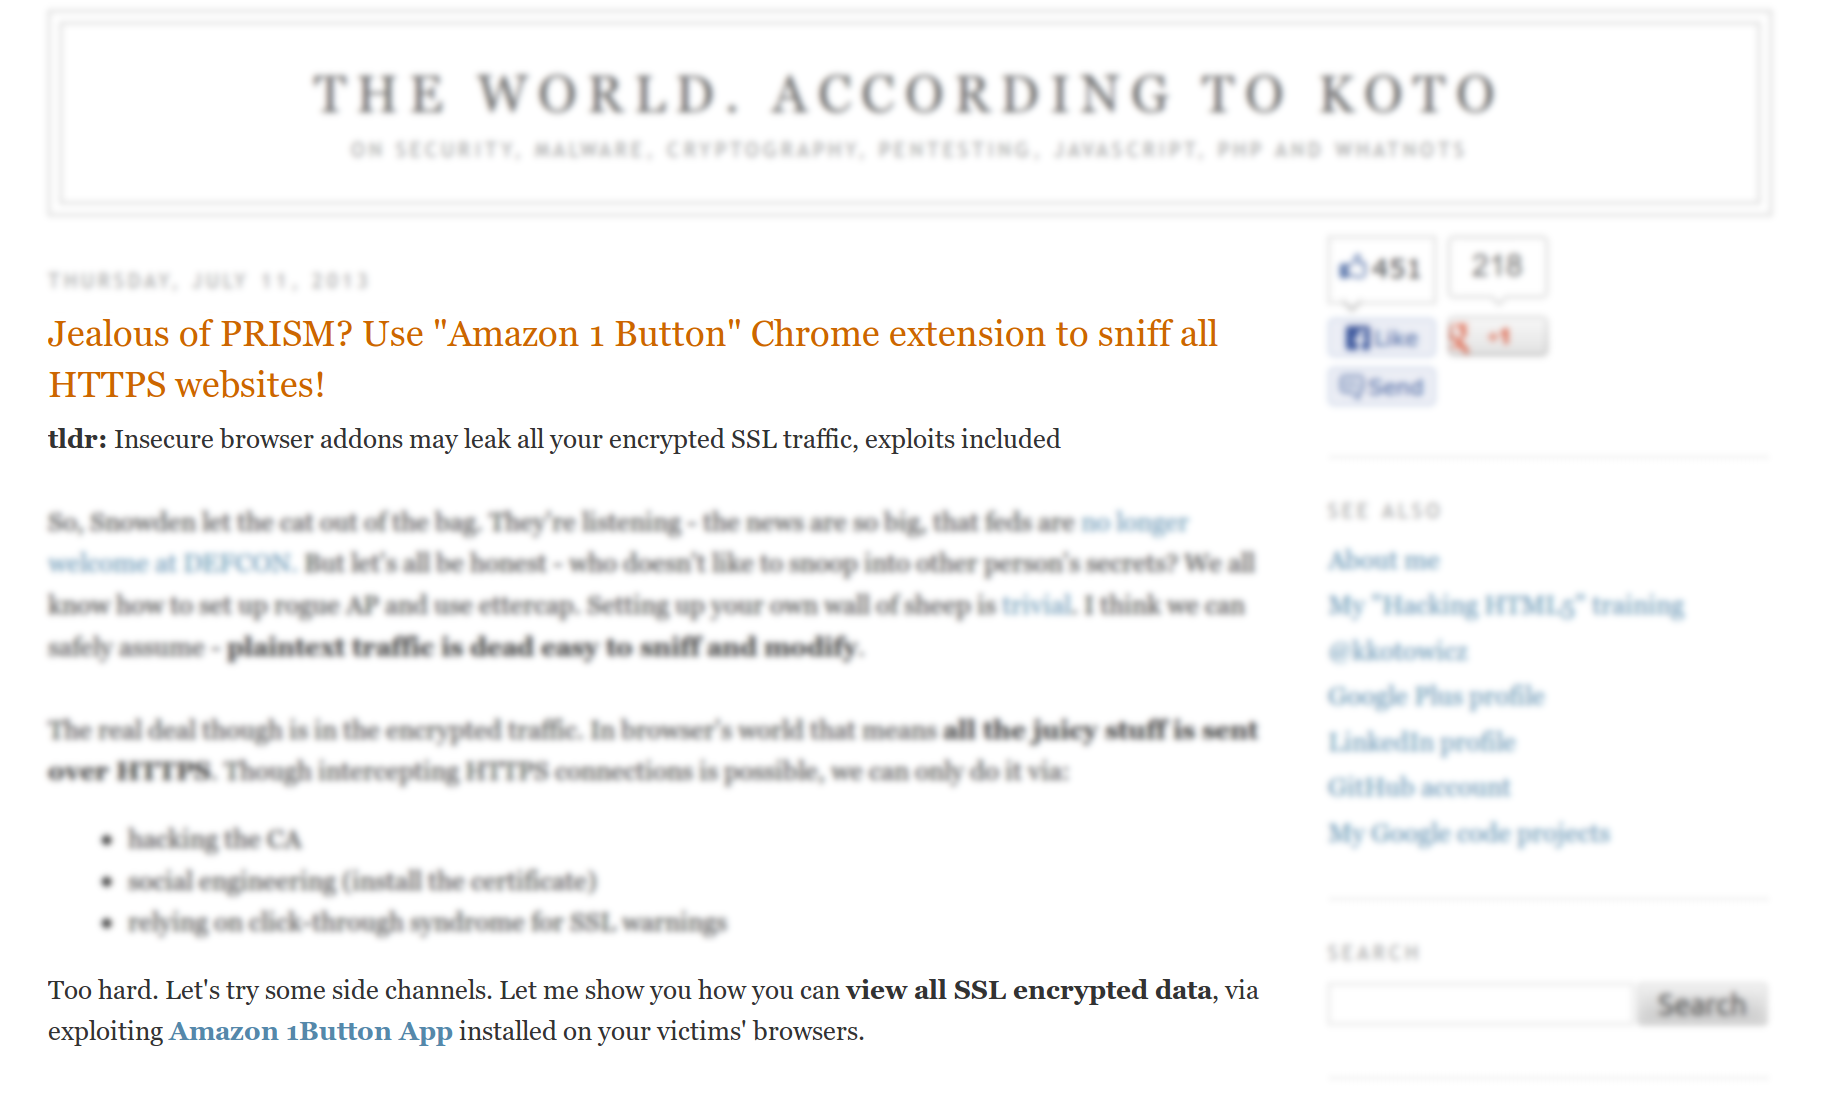 THE WORLD. ACCORDING TO KOTO
ON SECURITY, MALWARE, CRYPTOGRAPHY, PENTESTING, JAVASCRIPT, PHP AND WHATNOTS
THURSDAY, JULY 11, 2013
Jealous of PRISM? Use "Amazon 1 Button" Chrome extension to sniff all
HTTPS websites!
tldr: Insecure browser addons may leak all your encrypted SSL traffic, exploits included
So, Snowden let the cat out of the bag. They're listening - the news are so big, that feds are no longer
welcome at DEFCON. But let's all be honest - who doesn't like to snoop into other person's secrets? We all
know how to set up rogue AP and use ettercap. Setting up your own wall of sheep is trivial. I think we can
safely assume - plaintext traffic is dead easy to sniff and modify.
The real deal though is in the encrypted traffic. In browser's world that means all the juicy stuff is sent
over HTTPS. Though intercepting HTTPS connections is possible, we can only do it via:
• hacking the CA
• social engineering (install the certificate)
• relying on click-through syndrome for SSL warnings
Too hard. Let's try some side channels. Let me show you how you can view all SSL encrypted data, via
exploiting Amazon 1Button App installed on your victims' browsers.
451
218
Like
+1
Send
SEE ALSO
About me
My "Hacking HTML5" training
@kkotowicz
Google Plus profile
LinkedIn profile
GitHub account
My Google code projects
SEARCH
Search